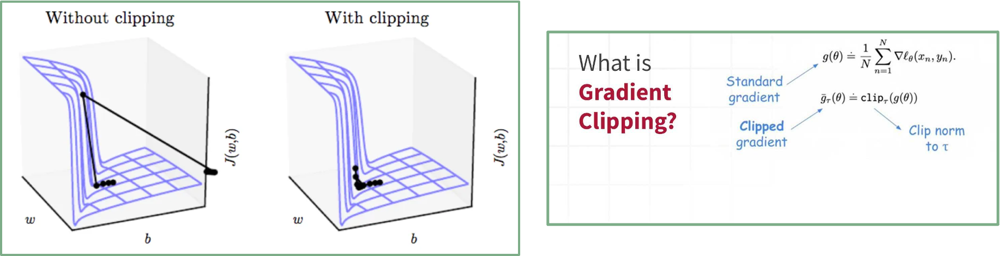 Without clipping
J(w,b)
w
b
With clipping
J(w,b)
w
b
What is
Gradient
Clipping?
g(θ) ≐ 1/N ∑_{n=1}^{N} ∇ℓ_θ(x_n, y_n).
Standard
gradient
ḡ_τ(θ) ≐ clip_τ(g(θ))
Clipped
gradient
Clip norm
to τ